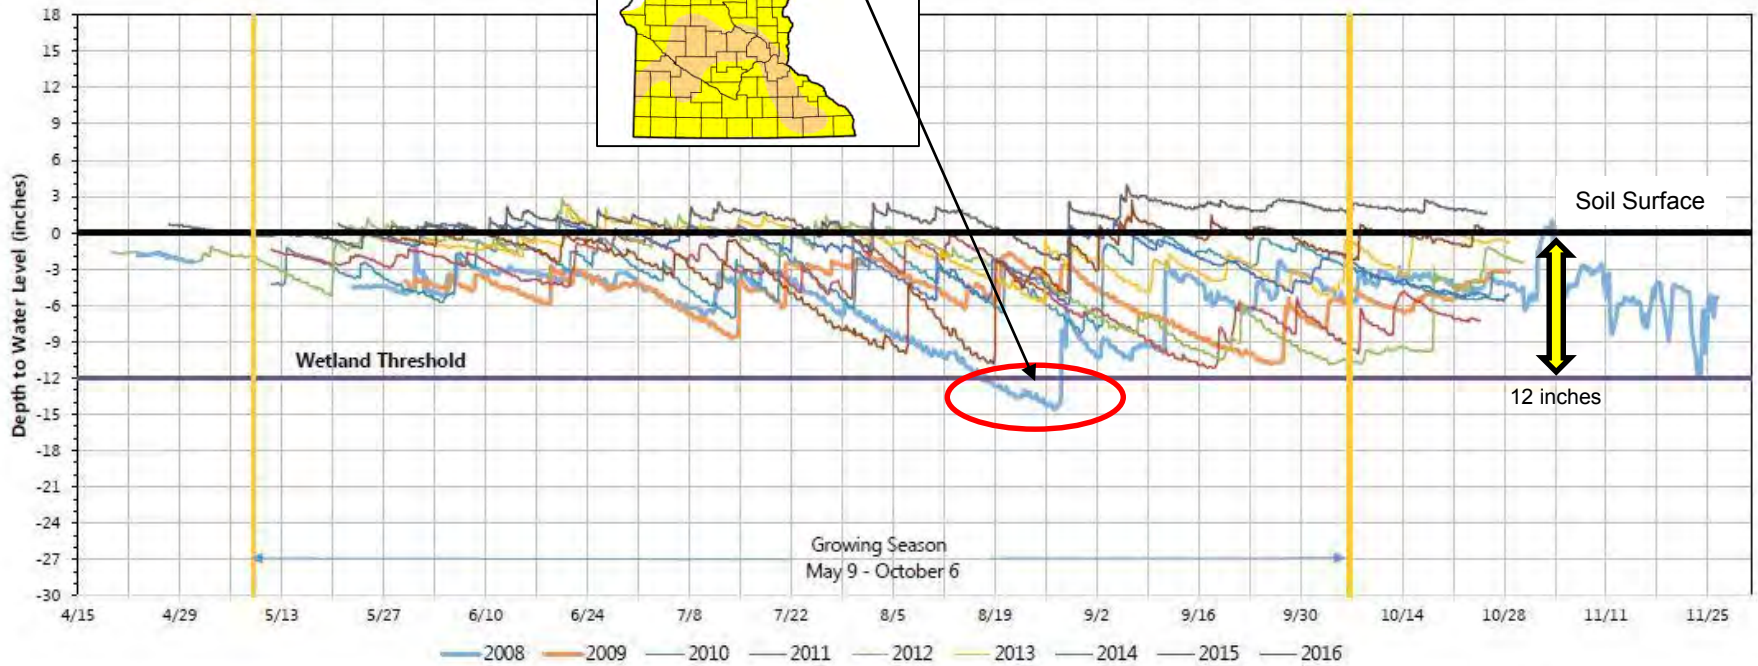 Depth to Water Level (inches)
18
15
12
9
6
3
0
-3
-6
-9
-12
-15
-18
-21
-24
-27
-30
Soil Surface
Wetland Threshold
12 inches
Growing Season
May 9 - October 6
4/15 4/29 5/13 5/27 6/10 6/24 7/8 7/22 8/5 8/19 9/2 9/16 9/30 10/14 10/28 11/11 11/25
2008 2009 2010 2011 2012 2013 2014 2015 2016